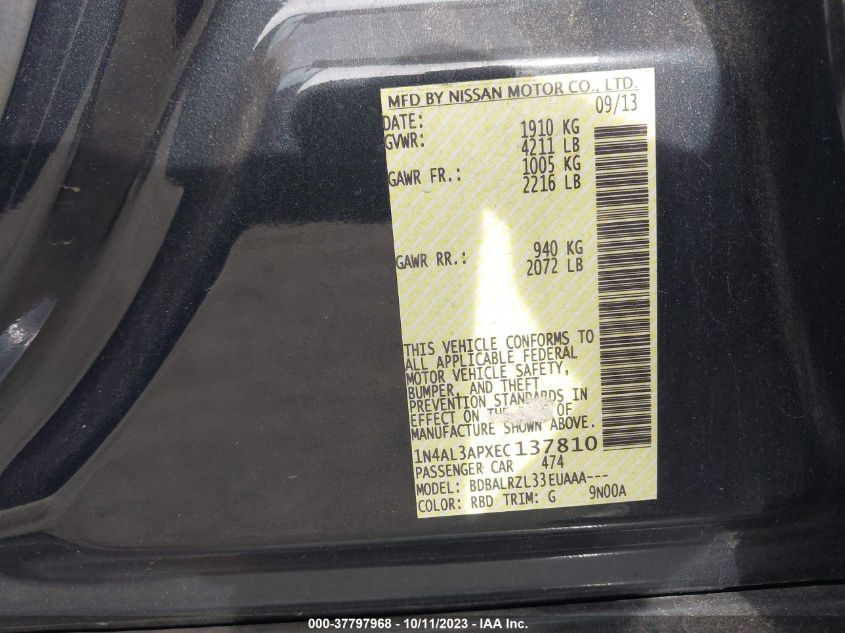 MFD BY NISSAN MOTOR CO., LTD.
DATE: 09/13
GVWR: 1910 KG
4211 LB
GAWR FR.: 1005 KG
2216 LB
GAWR RR.: 940 KG
2072 LB
THIS VEHICLE CONFORMS TO
ALL APPLICABLE FEDERAL
MOTOR VEHICLE SAFETY,
BUMPER, AND THEFT
PREVENTION STANDARDS IN
EFFECT ON OF
MANUFACTURE SHOWN ABOVE.
1N4AL3APXEC137810
PASSENGER CAR 474
MODEL: BDBALRZL33EUAAA---
COLOR: RBD TRIM: G 9N00A
000-37797968 - 10/11/2023 - IAA Inc.